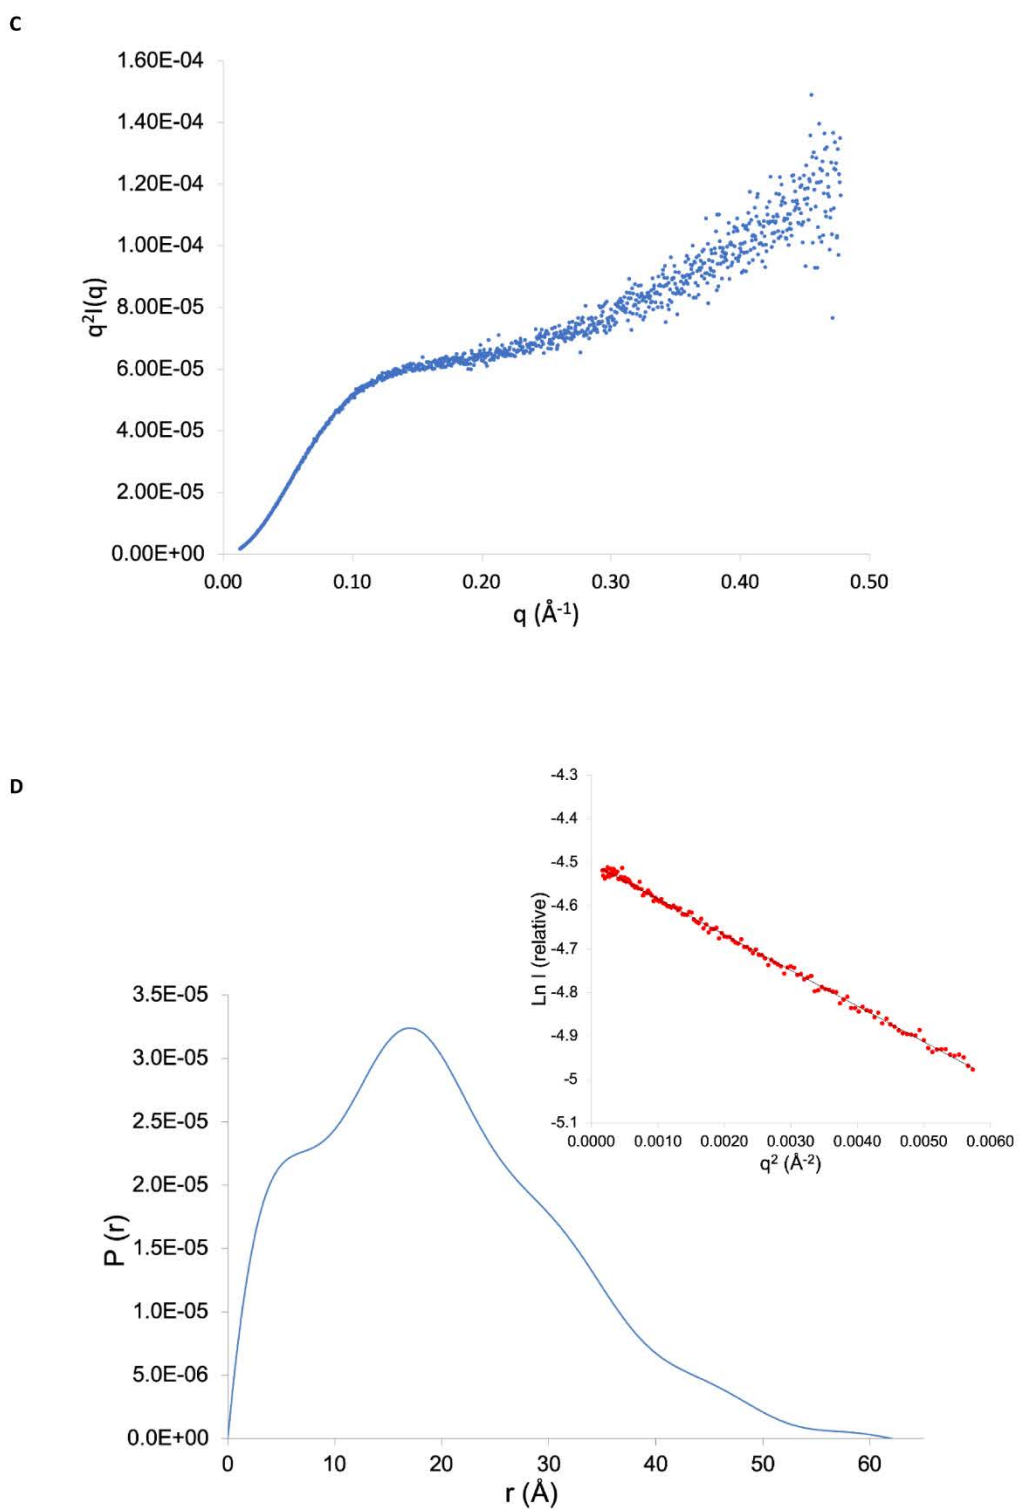 C
1.60E-04
1.40E-04
1.20E-04
1.00E-04
8.00E-05
6.00E-05
4.00E-05
2.00E-05
0.00E+00
q²I(q)
0.00 0.10 0.20 0.30 0.40 0.50
q (Å⁻¹)
D
-4.3
-4.4
-4.5
-4.6
-4.7
-4.8
-4.9
-5
-5.1
Ln I (relative)
0.0000 0.0010 0.0020 0.0030 0.0040 0.0050 0.0060
q² (Å⁻²)
3.5E-05
3.0E-05
2.5E-05
2.0E-05
1.5E-05
1.0E-05
5.0E-06
0.0E+00
P (r)
0 10 20 30 40 50 60
r (Å)